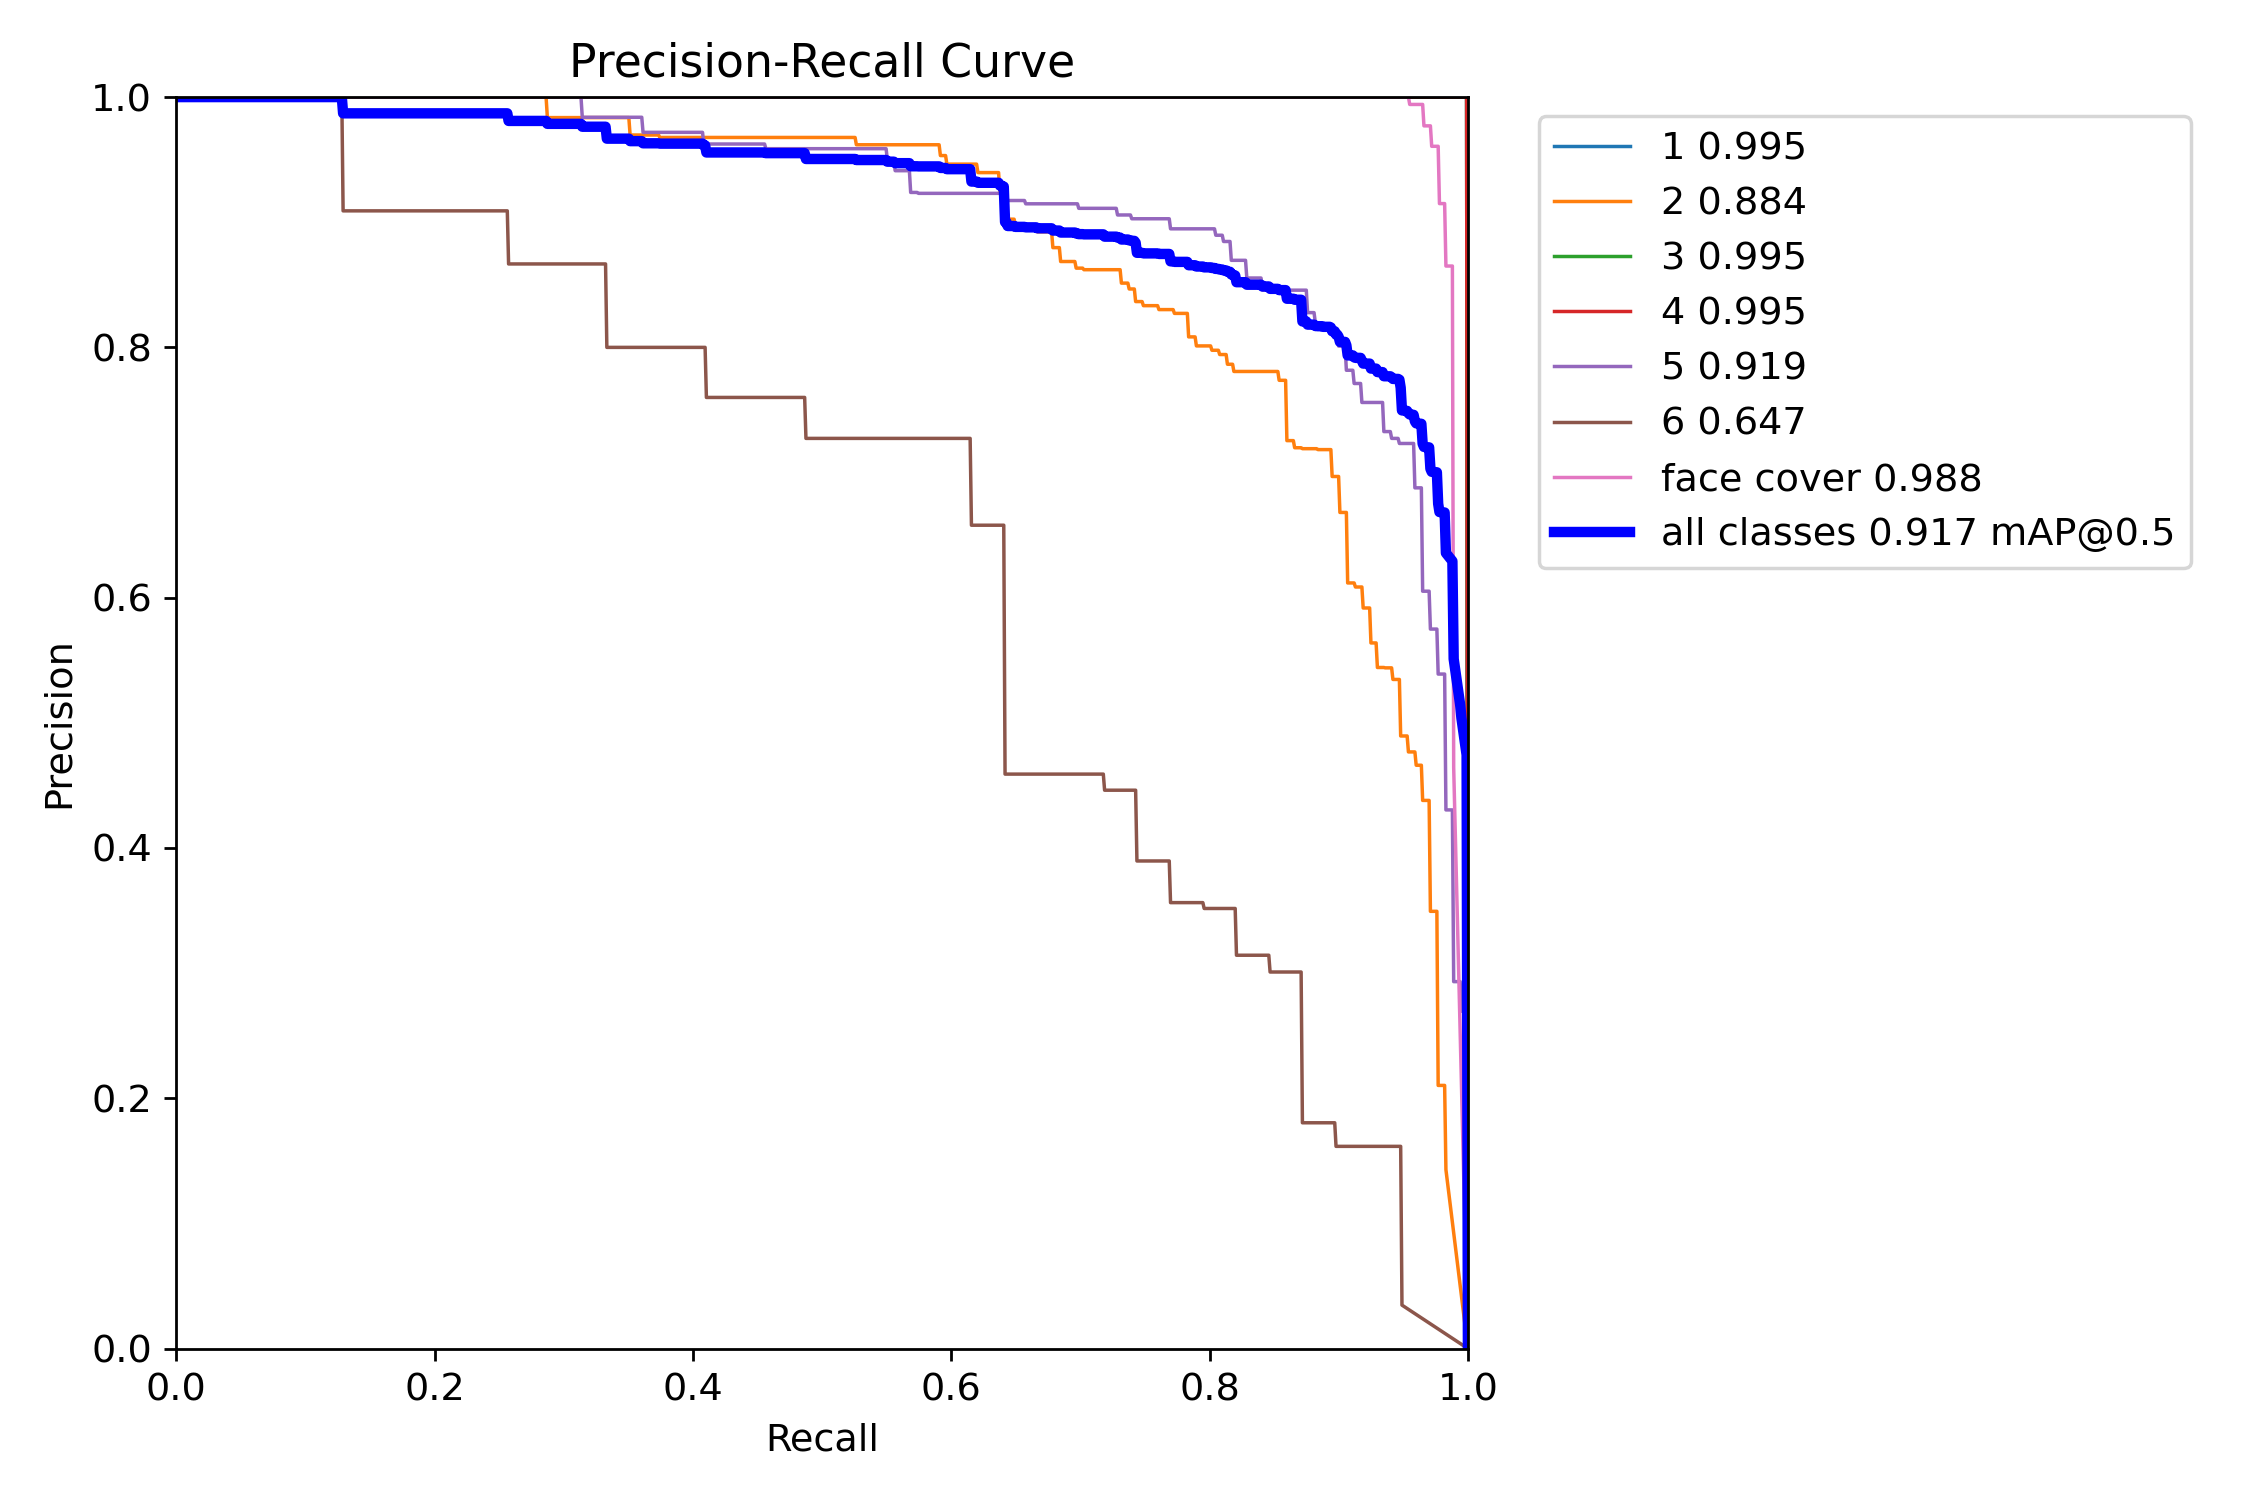 Precision-Recall Curve
1.0
0.8
0.6
0.4
0.2
0.0
Precision
0.0 0.2 0.4 0.6 0.8 1.0
Recall
1 0.995
2 0.884
3 0.995
4 0.995
5 0.919
6 0.647
face cover 0.988
all classes 0.917 mAP@0.5